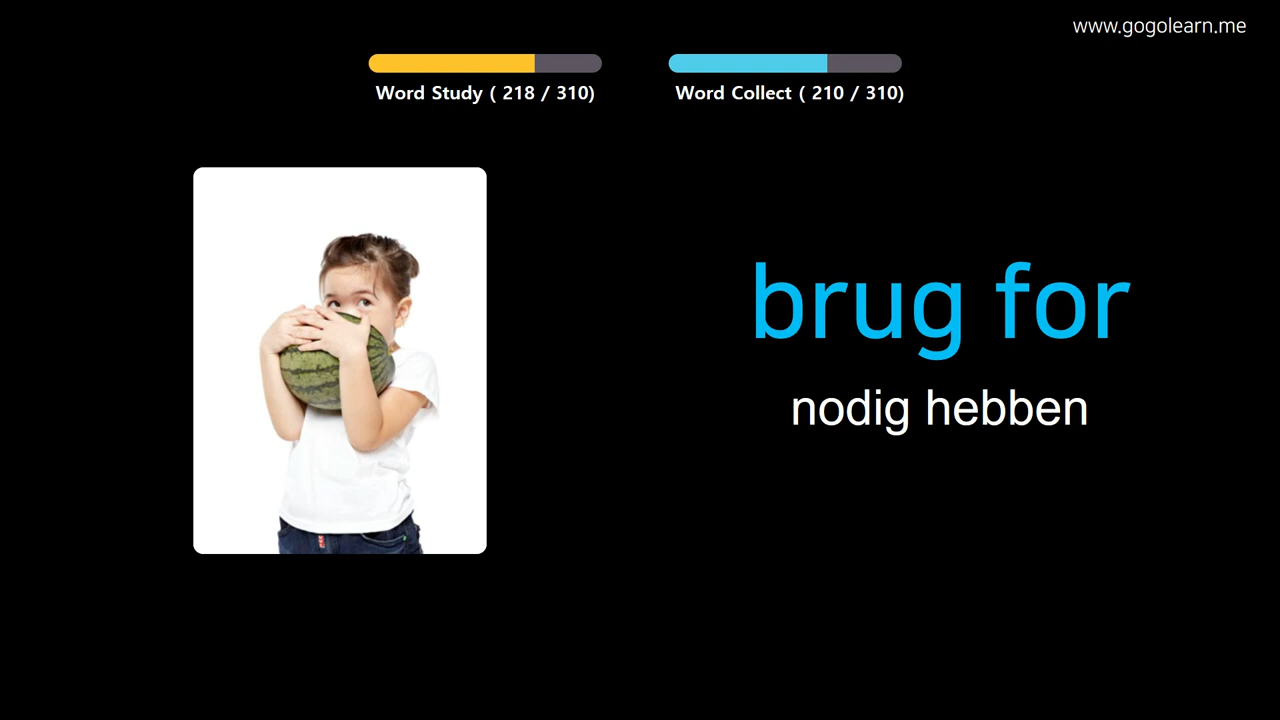 www.gogolearn.me
Word Study ( 218 / 310)
Word Collect ( 210 / 310)
brug for
nodig hebben